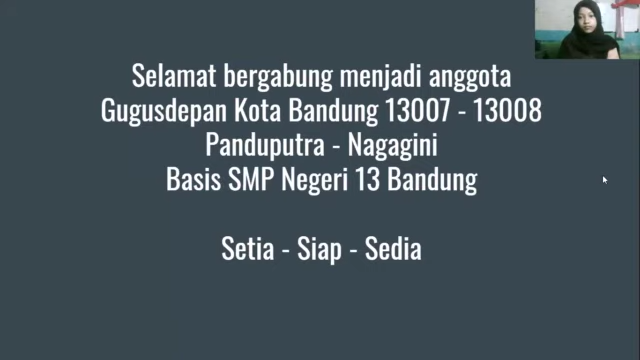 Selamat bergabung menjadi anggota
Gugusdepan Kota Bandung 13007 - 13008
Panduputra - Nagagini
Basis SMP Negeri 13 Bandung
Setia - Siap - Sedia